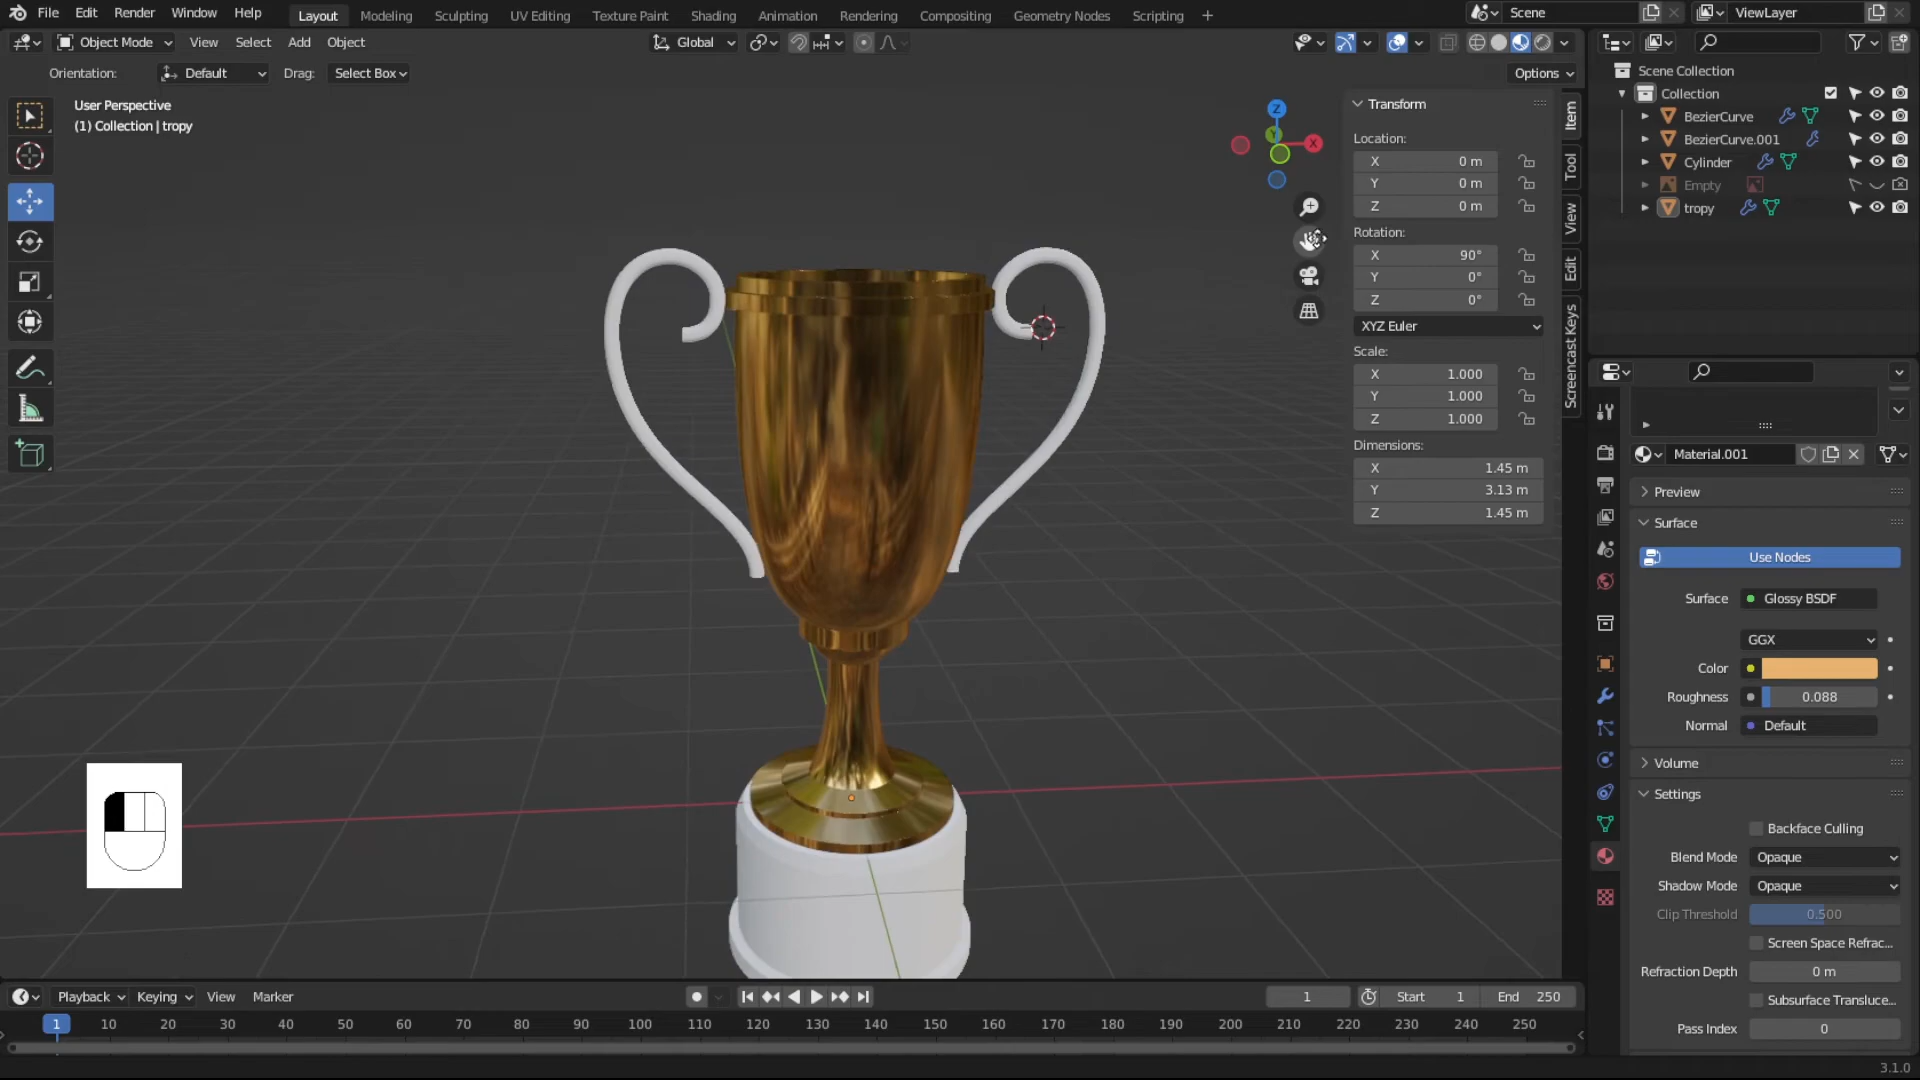 File Edit Render Window Help Layout Modeling Sculpting UV Editing Texture Paint Shading Animation Rendering Compositing Geometry Nodes Scripting + Scene ViewLayer
Object Mode View Select Add Object Global
Orientation: Default Drag: Select Box Options
User Perspective
(1) Collection | tropy
Z
Y
X
Item
Tool
View
Edit
Screencast Keys
Transform
Location:
X 0 m
Y 0 m
Z 0 m
Rotation:
X 90°
Y 0°
Z 0°
XYZ Euler
Scale:
X 1.000
Y 1.000
Z 1.000
Dimensions:
X 1.45 m
Y 3.13 m
Z 1.45 m
Scene Collection
Collection
BezierCurve
BezierCurve.001
Cylinder
Empty
tropy
Material.001
Preview
Surface
Use Nodes
Surface Glossy BSDF
GGX
Color
Roughness 0.088
Normal Default
Volume
Settings
Backface Culling
Blend Mode Opaque
Shadow Mode Opaque
Clip Threshold 0.500
Screen Space Refrac...
Refraction Depth 0 m
Subsurface Transluce...
Pass Index 0
Playback Keying View Marker 1 Start 1 End 250
1 10 20 30 40 50 60 70 80 90 100 110 120 130 140 150 160 170 180 190 200 210 220 230 240 250
3.1.0